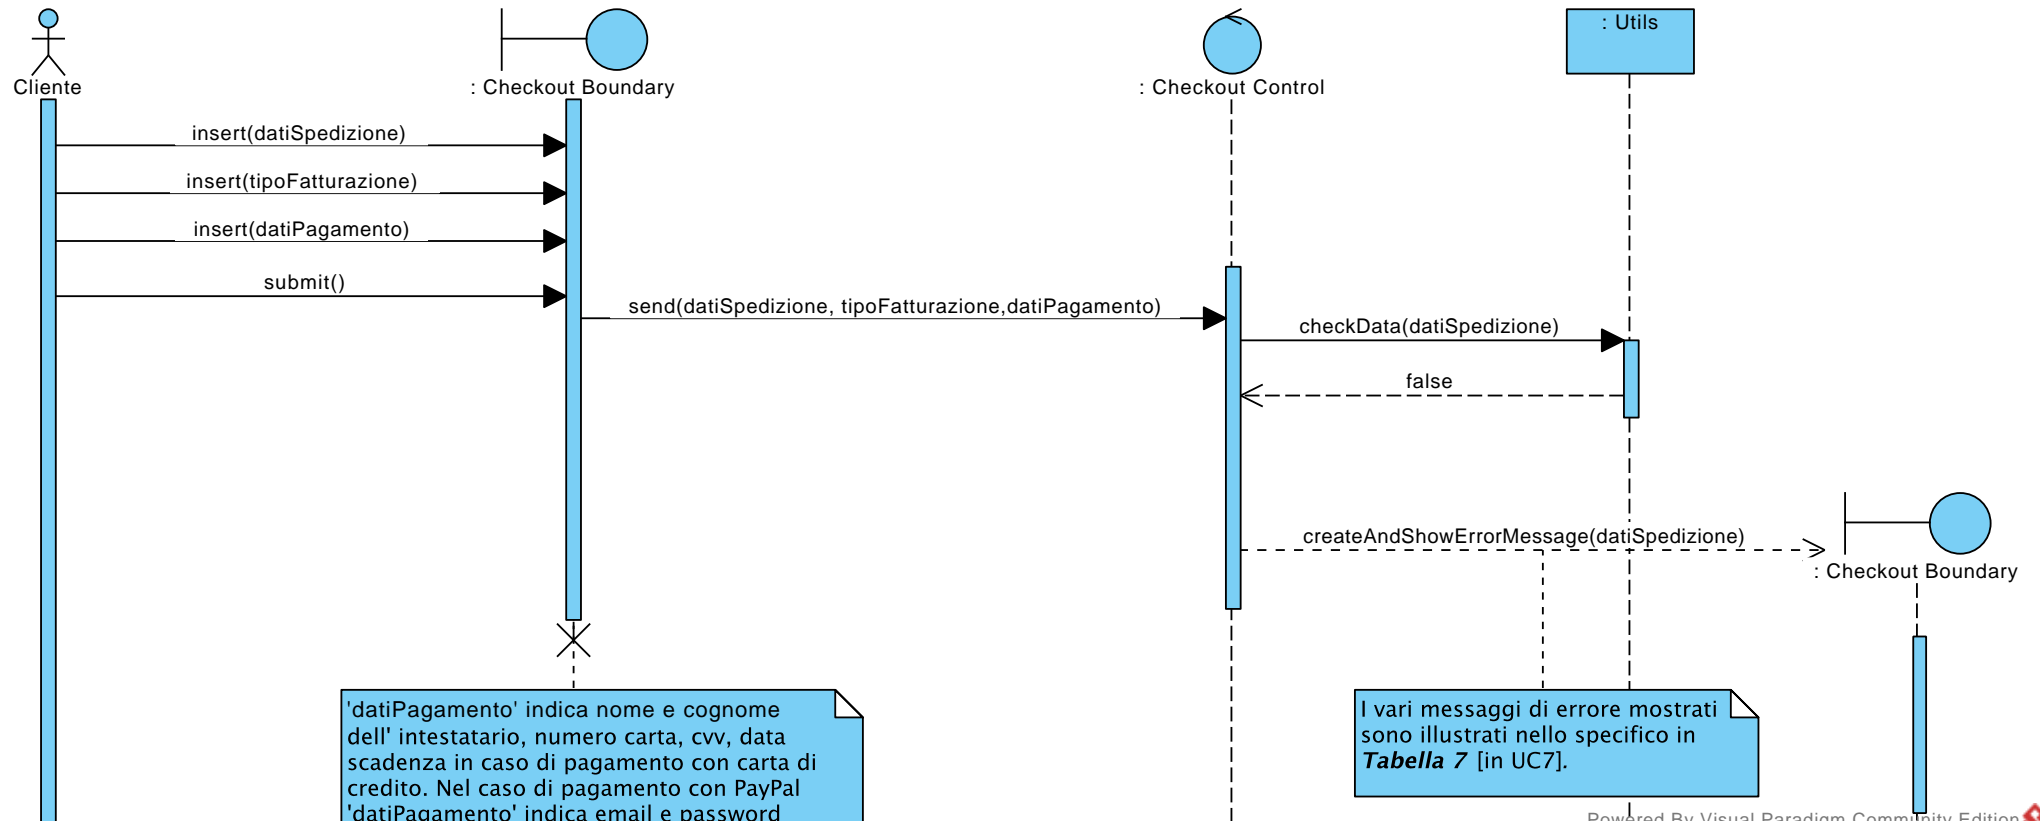 : Utils
Cliente
: Checkout Boundary
: Checkout Control
insert(datiSpedizione)
insert(tipoFatturazione)
insert(datiPagamento)
submit()
send(datiSpedizione, tipoFatturazione,datiPagamento)
checkData(datiSpedizione)
false
createAndShowErrorMessage(datiSpedizione)
: Checkout Boundary
'datiPagamento' indica nome e cognome
dell' intestatario, numero carta, cvv, data
scadenza in caso di pagamento con carta di
credito. Nel caso di pagamento con PayPal
'datiPagamento' indica email e password
I vari messaggi di errore mostrati
sono illustrati nello specifico in
Tabella 7 [in UC7].
Powered By Visual Paradigm Community Edition